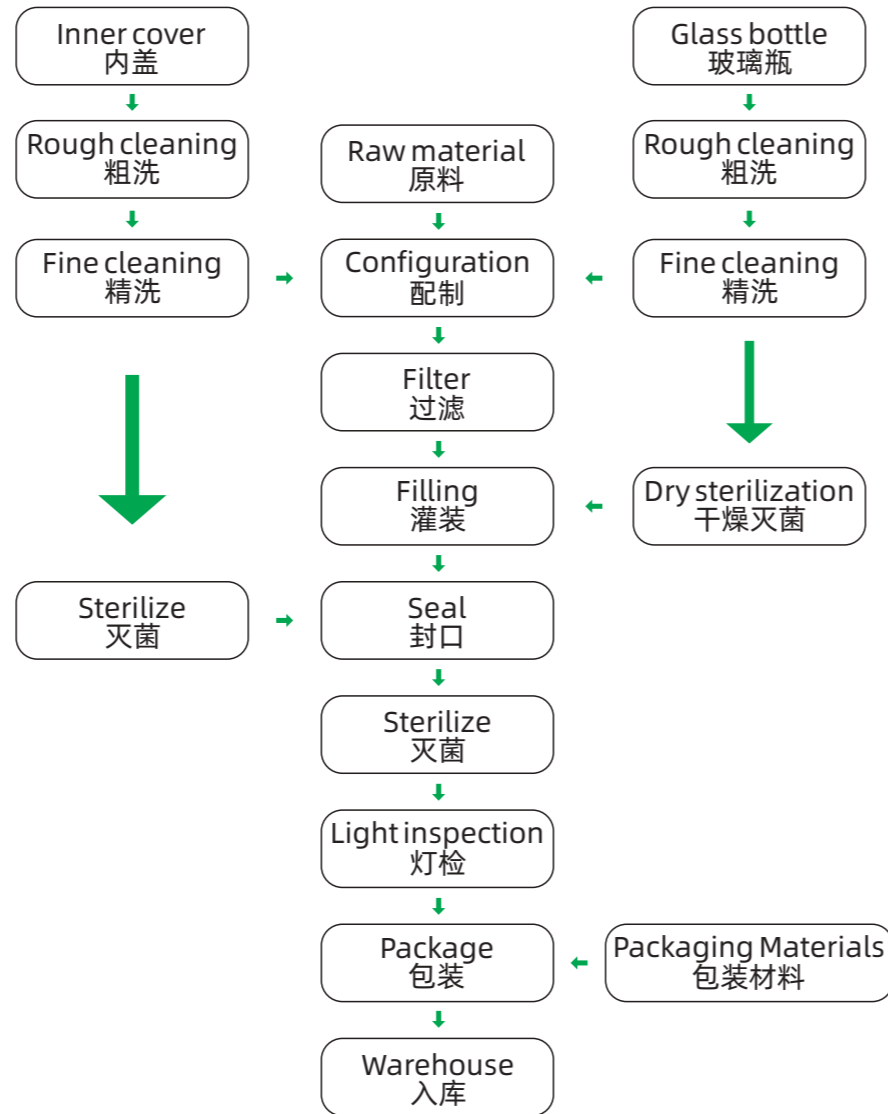 Inner cover
内盖
Glass bottle
玻璃瓶
Rough cleaning
粗洗
Raw material
原料
Rough cleaning
粗洗
Fine cleaning
精洗
Configuration
配制
Fine cleaning
精洗
Filter
过滤
Filling
灌装
Dry sterilization
干燥灭菌
Sterilize
灭菌
Seal
封口
Sterilize
灭菌
Light inspection
灯检
Package
包装
Packaging Materials
包装材料
Warehouse
入库